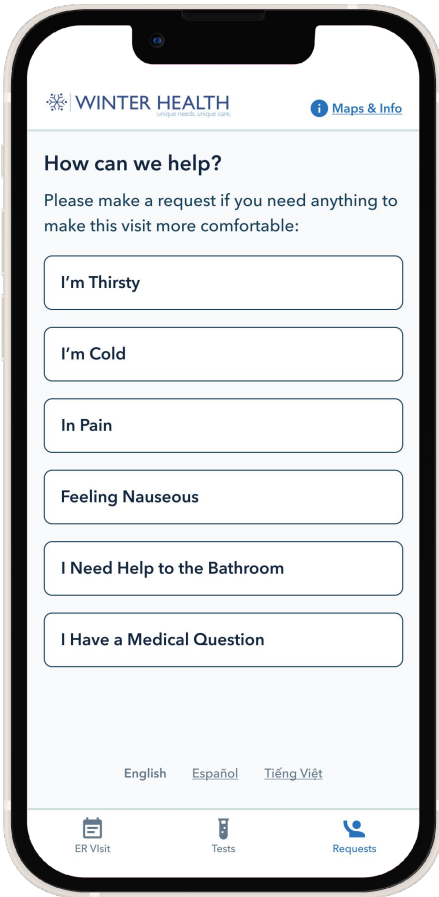 WINTER HEALTH
unique needs. unique care.
Maps & Info
How can we help?
Please make a request if you need anything to
make this visit more comfortable:
I'm Thirsty
I'm Cold
In Pain
Feeling Nauseous
I Need Help to the Bathroom
I Have a Medical Question
English Español Tiếng Việt
ER VIsit Tests Requests